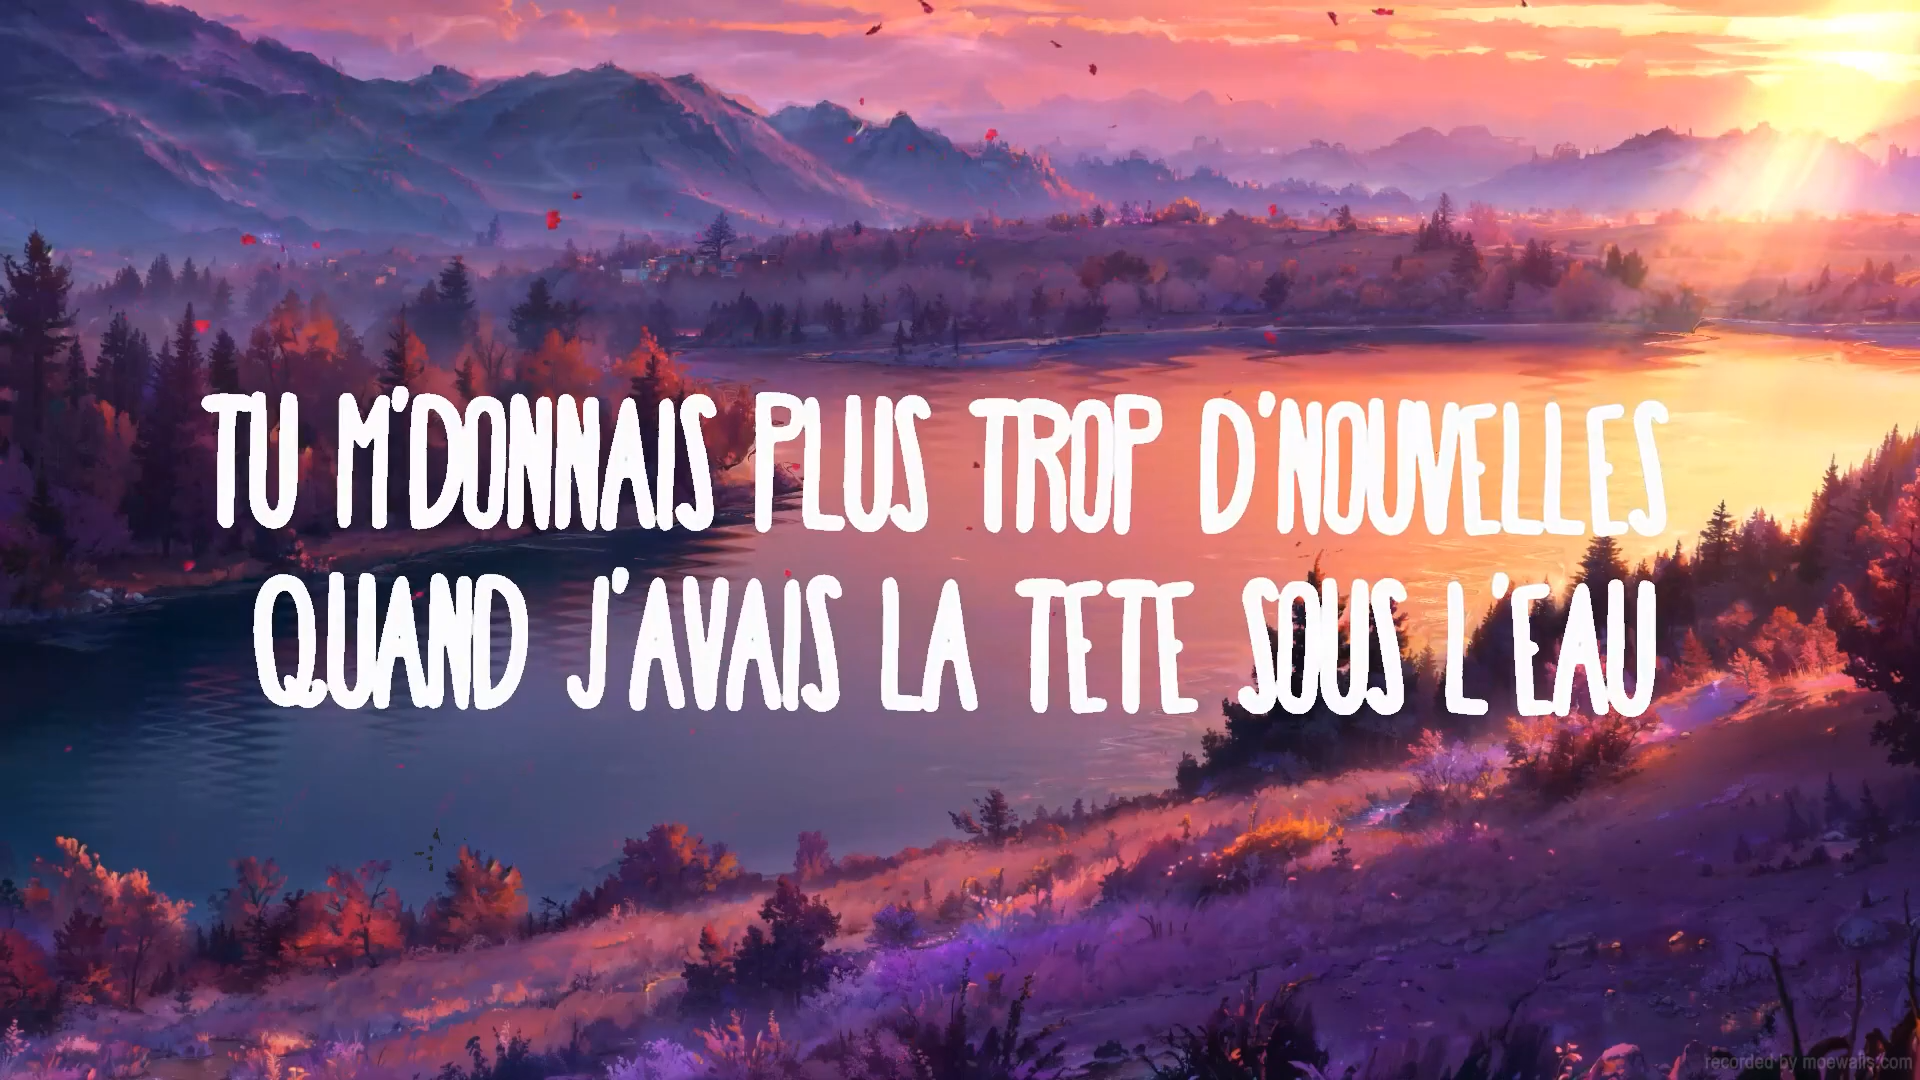 TU M'DONNAIS PLUS TROP D'NOUVELLES
QUAND J'AVAIS LA TETE SOUS L'EAU
recorded by moewalls.com